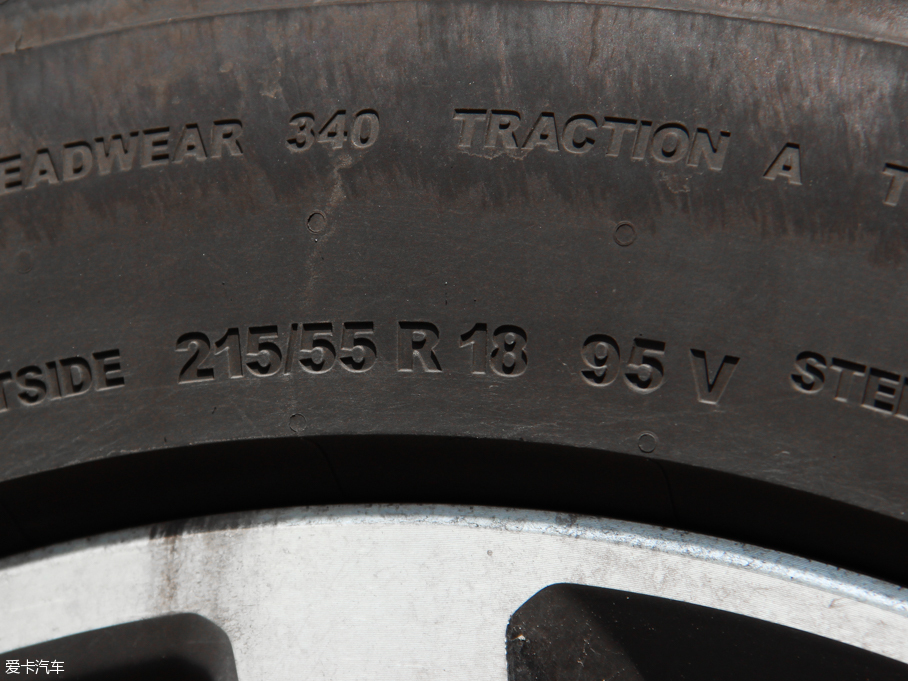 EADWEAR 340 TRACTION A T
TSIDE 215/55 R 18 95 V STE
爱卡汽车